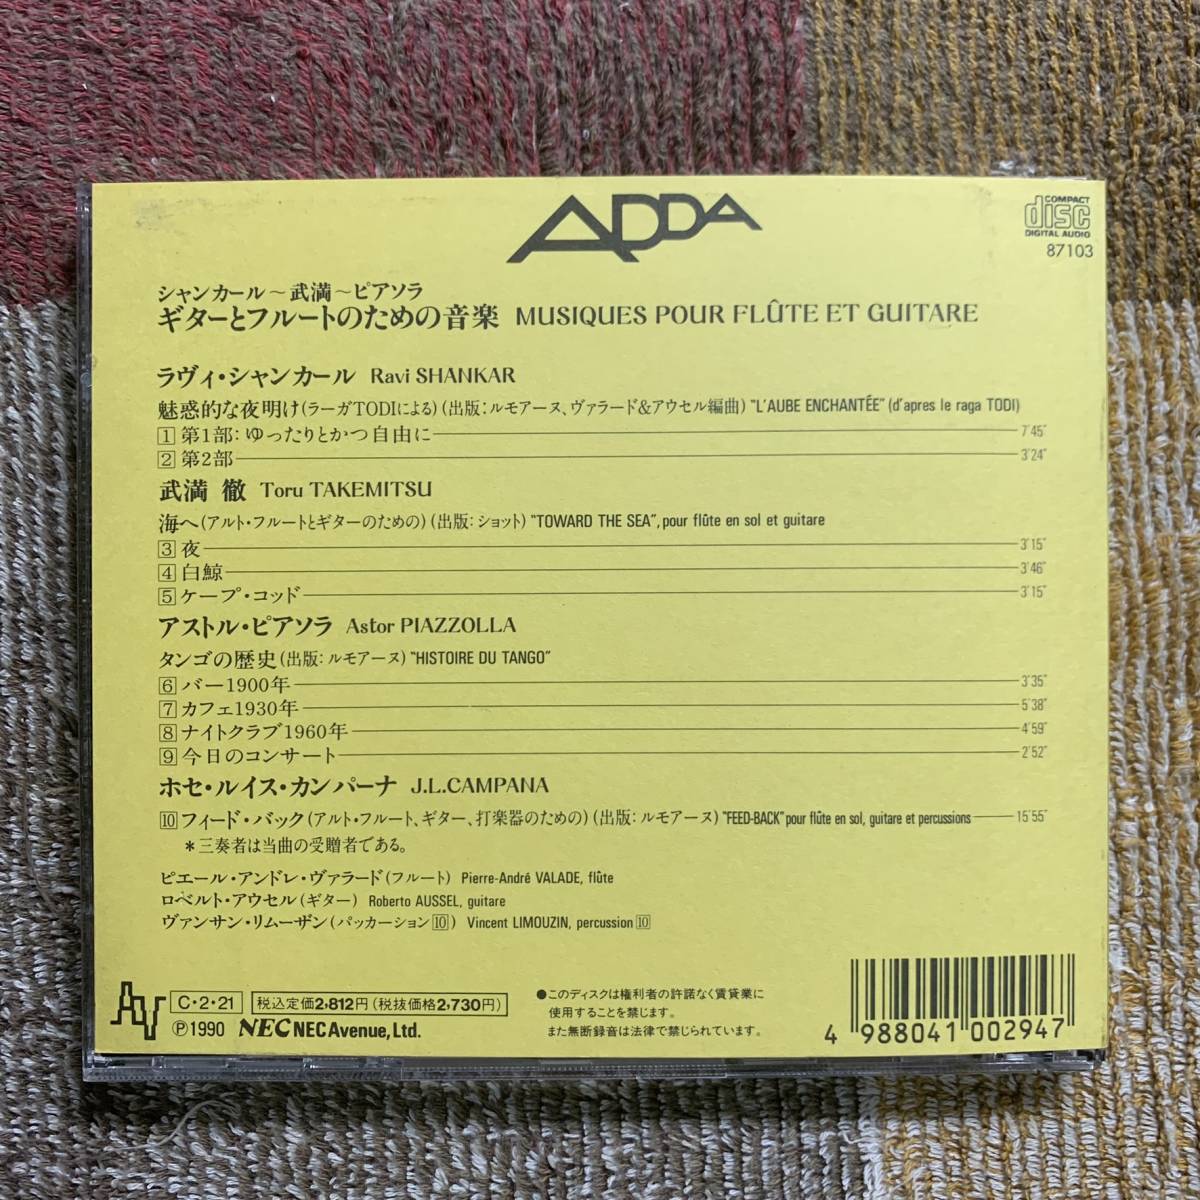 ADDA
COMPACT
disc
DIGITAL AUDIO
87103
シャンカール～武満～ピアソラ
ギターとフルートのための音楽 MUSIQUES POUR FLÛTE ET GUITARE
ラヴィ・シャンカール Ravi SHANKAR
魅惑的な夜明け(ラーガTODIによる)(出版:ルモアーヌ、ヴァラード&アウセル編曲) "L'AUBE ENCHANTÉE" (d'apres le raga TODI)
1 第1部:ゆったりとかつ自由に 7'45"
2 第2部 3'24"
武満 徹 Toru TAKEMITSU
海へ(アルト・フルートとギターのための)(出版:ショット) "TOWARD THE SEA", pour flûte en sol et guitare
3 夜 3'15"
4 白鯨 3'46"
5 ケープ・コッド 3'15"
アストル・ピアソラ Astor PIAZZOLLA
タンゴの歴史(出版:ルモアーヌ) "HISTOIRE DU TANGO"
6 バー1900年 3'35"
7 カフェ1930年 5'38"
8 ナイトクラブ1960年 4'59"
9 今日のコンサート 2'52"
ホセ・ルイス・カンパーナ J.L.CAMPANA
10 フィード・バック(アルト・フルート、ギター、打楽器のための)(出版:ルモアーヌ) "FEED-BACK" pour flûte en sol, guitare et percussions 15'55"
＊三奏者は当曲の受贈者である。
ピエール・アンドレ・ヴァラード(フルート) Pierre-André VALADE, flûte
ロベルト・アウセル(ギター) Roberto AUSSEL, guitare
ヴァンサン・リムーザン(パッカーション10) Vincent LIMOUZIN, percussion 10
C・2・21 税込定価2,812円(税抜価格2,730円)
Ⓟ1990 NEC NEC Avenue, Ltd.
●このディスクは権利者の許諾なく賃貸業に
使用することを禁じます。
また無断録音は法律で禁じられています。
4 988041 002947